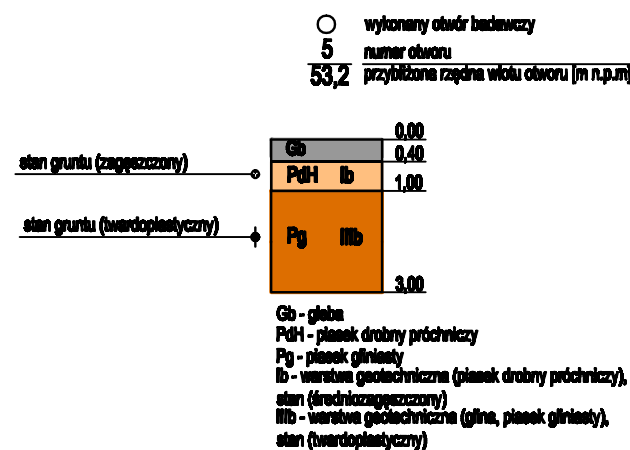 wykonany otwór badawczy
5 numer otworu
53,2 przybliżona rzędna wlotu otworu [m n.p.m]
0,00
Gb
0,40
stan gruntu (zagęszczony)
PdH Ib
1,00
stan gruntu (twardoplastyczny)
Pg IIIb
3,00
Gb - gleba
PdH - piasek drobny próchniczy
Pg - piasek gliniasty
Ib - warstwa geotechniczna (piasek drobny próchniczy),
stan (średniozagęszczony)
IIIb - warstwa geotechniczna (glina, piasek gliniasty),
stan (twardoplastyczny)